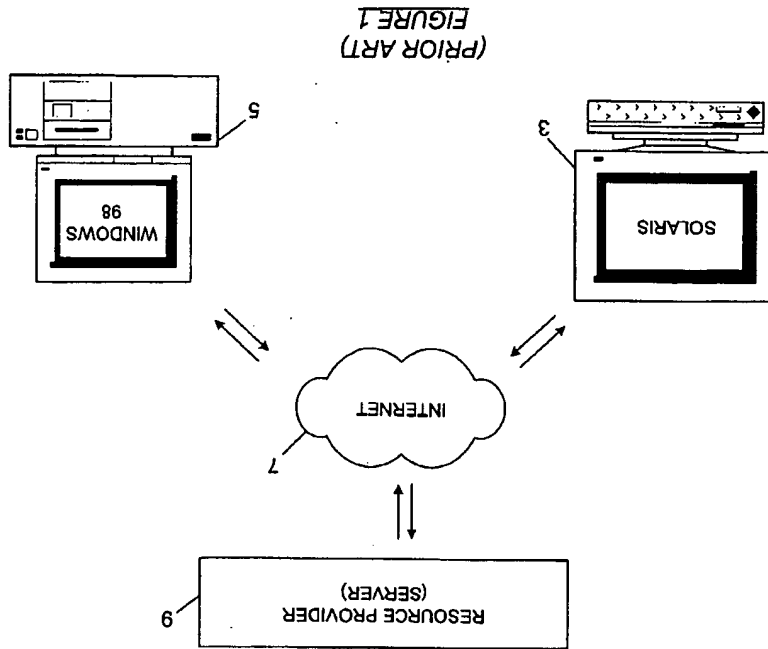 RESOURCE PROVIDER
(SERVER)
9
7
INTERNET
3
SOLARIS
WINDOWS
98
5
(PRIOR ART)
FIGURE 1